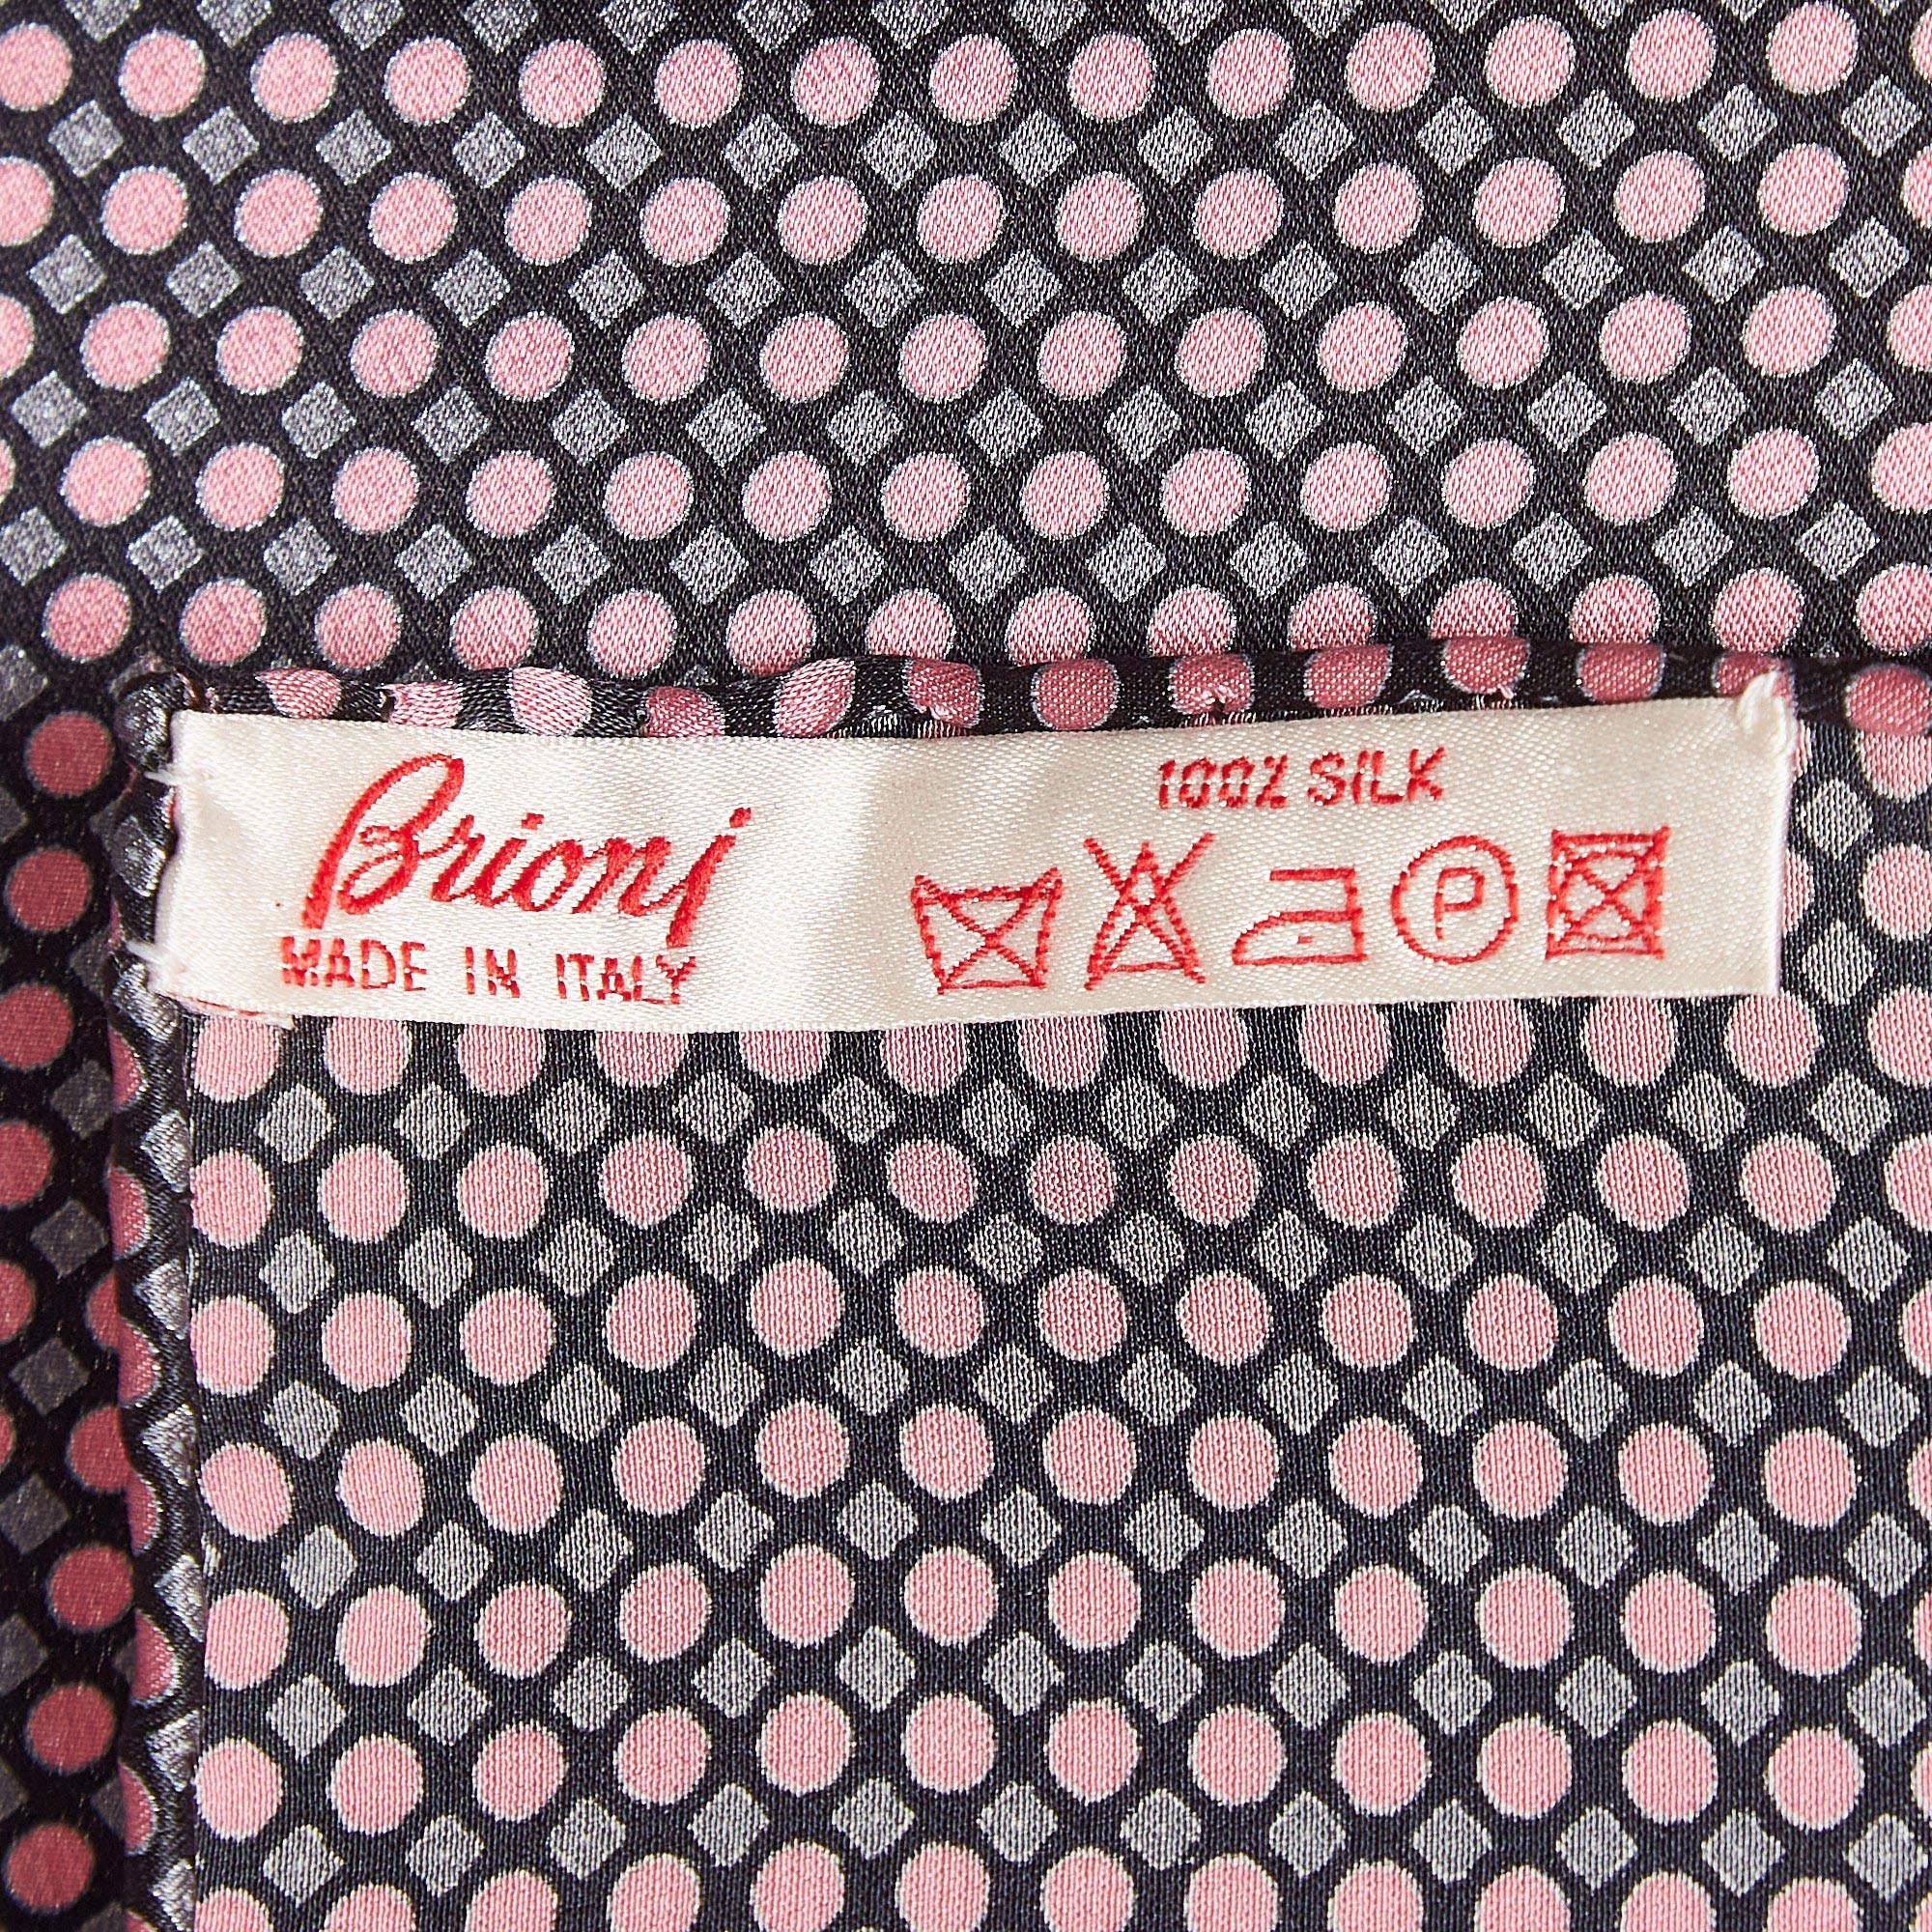 Brioni
MADE IN ITALY
100% SILK
P